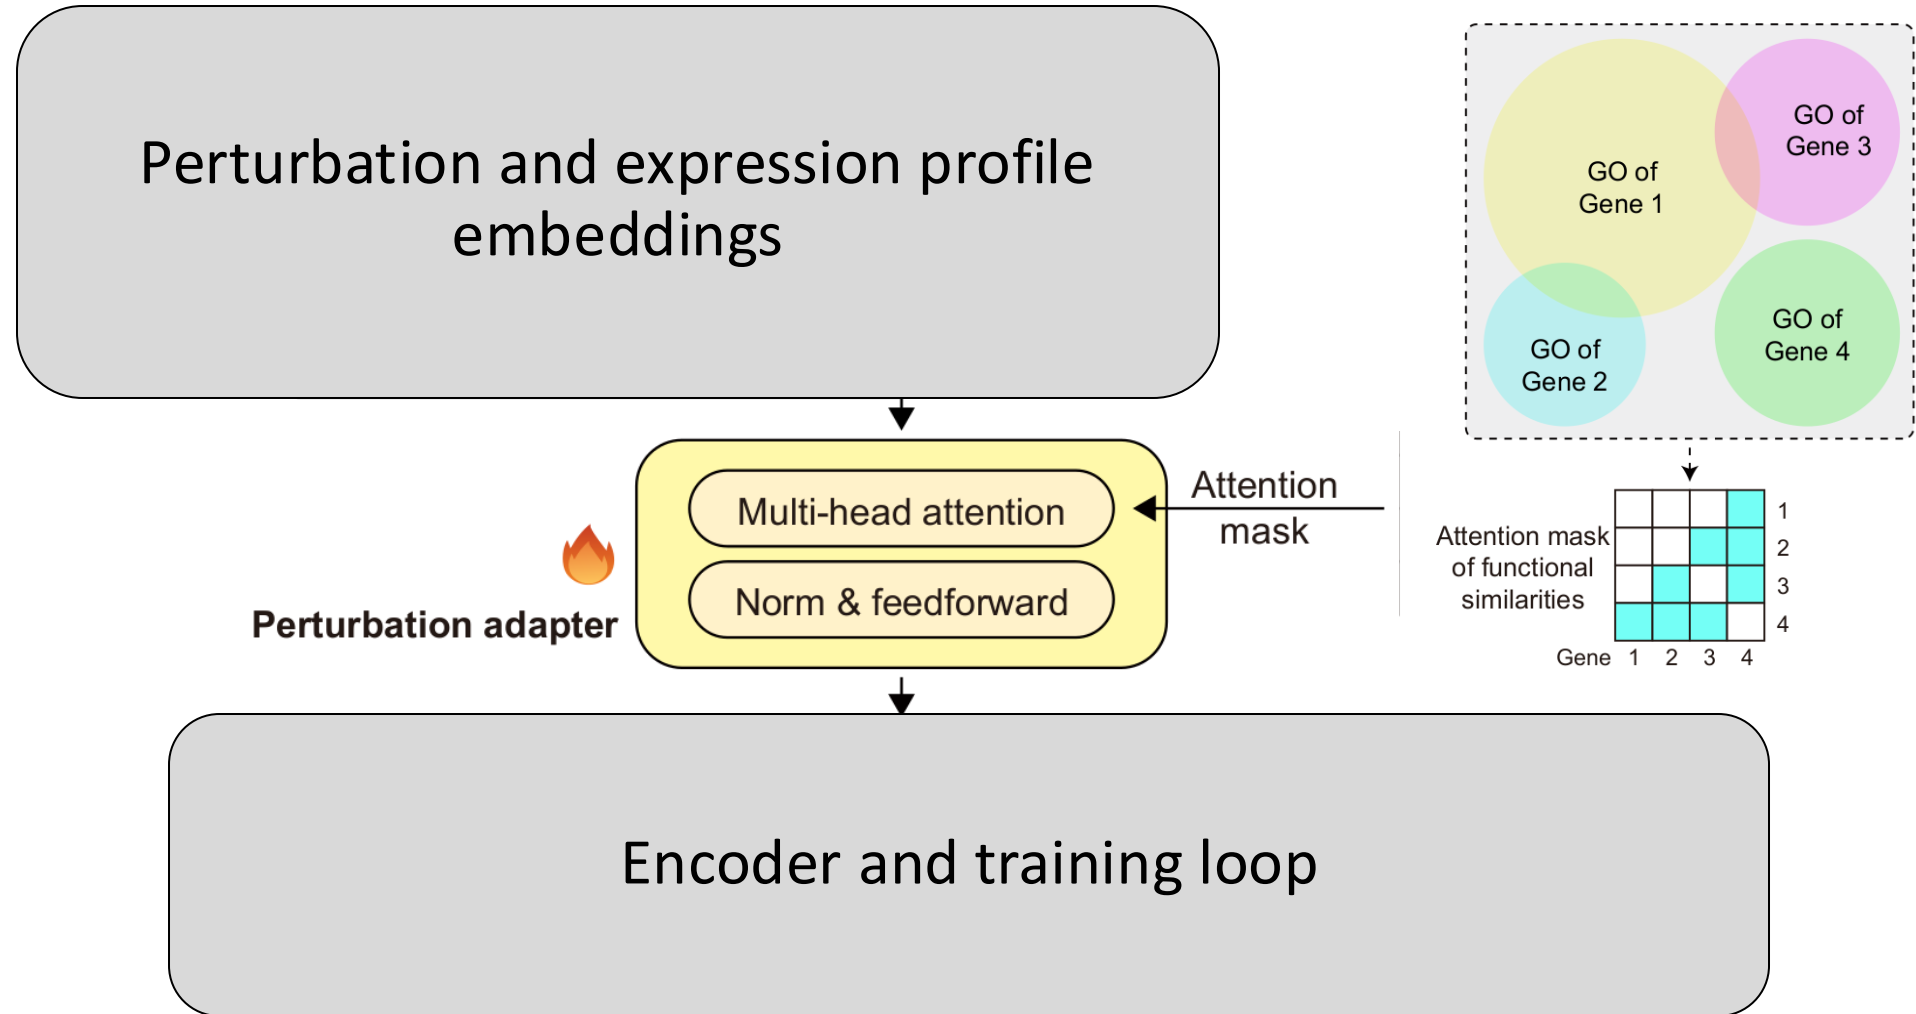 Perturbation and expression profile
embeddings
GO of
Gene 1
GO of
Gene 3
GO of
Gene 2
GO of
Gene 4
Multi-head attention
Norm & feedforward
Perturbation adapter
Attention
mask
Attention mask
of functional
similarities
1
2
3
4
Gene 1 2 3 4
Encoder and training loop